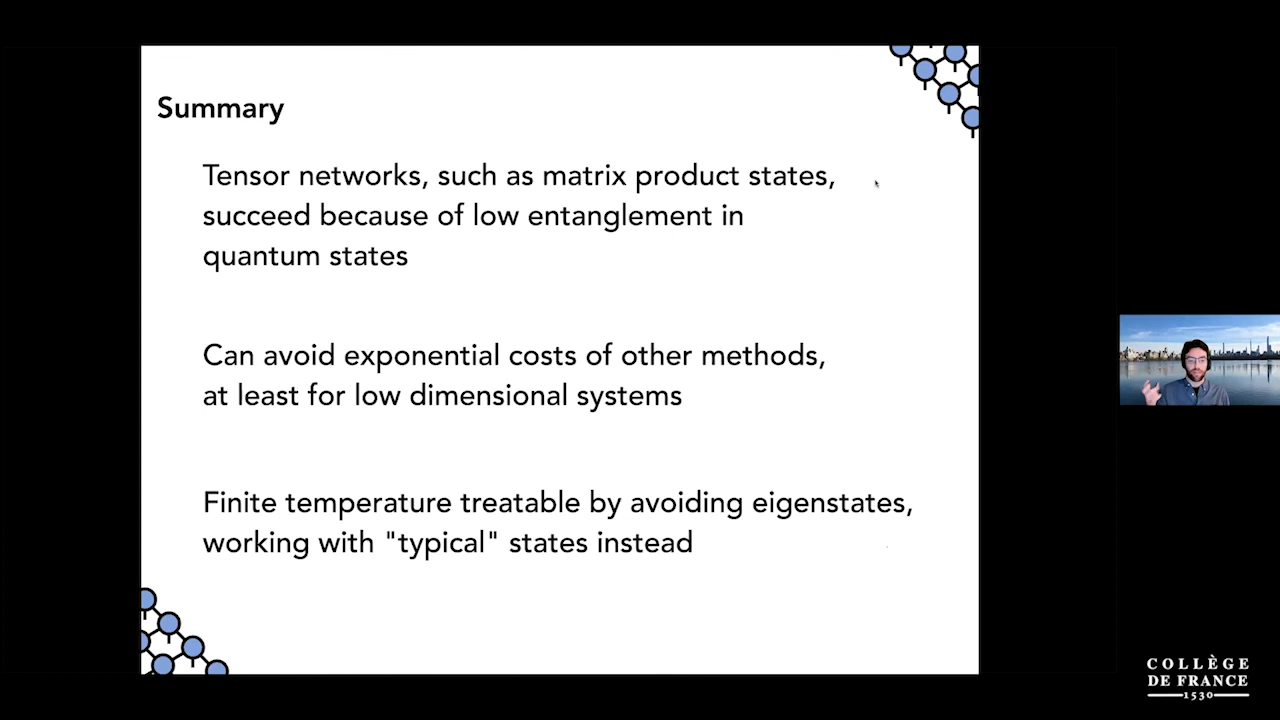 Summary
Tensor networks, such as matrix product states,
succeed because of low entanglement in
quantum states
Can avoid exponential costs of other methods,
at least for low dimensional systems
Finite temperature treatable by avoiding eigenstates,
working with "typical" states instead
COLLÈGE
DE FRANCE
1530